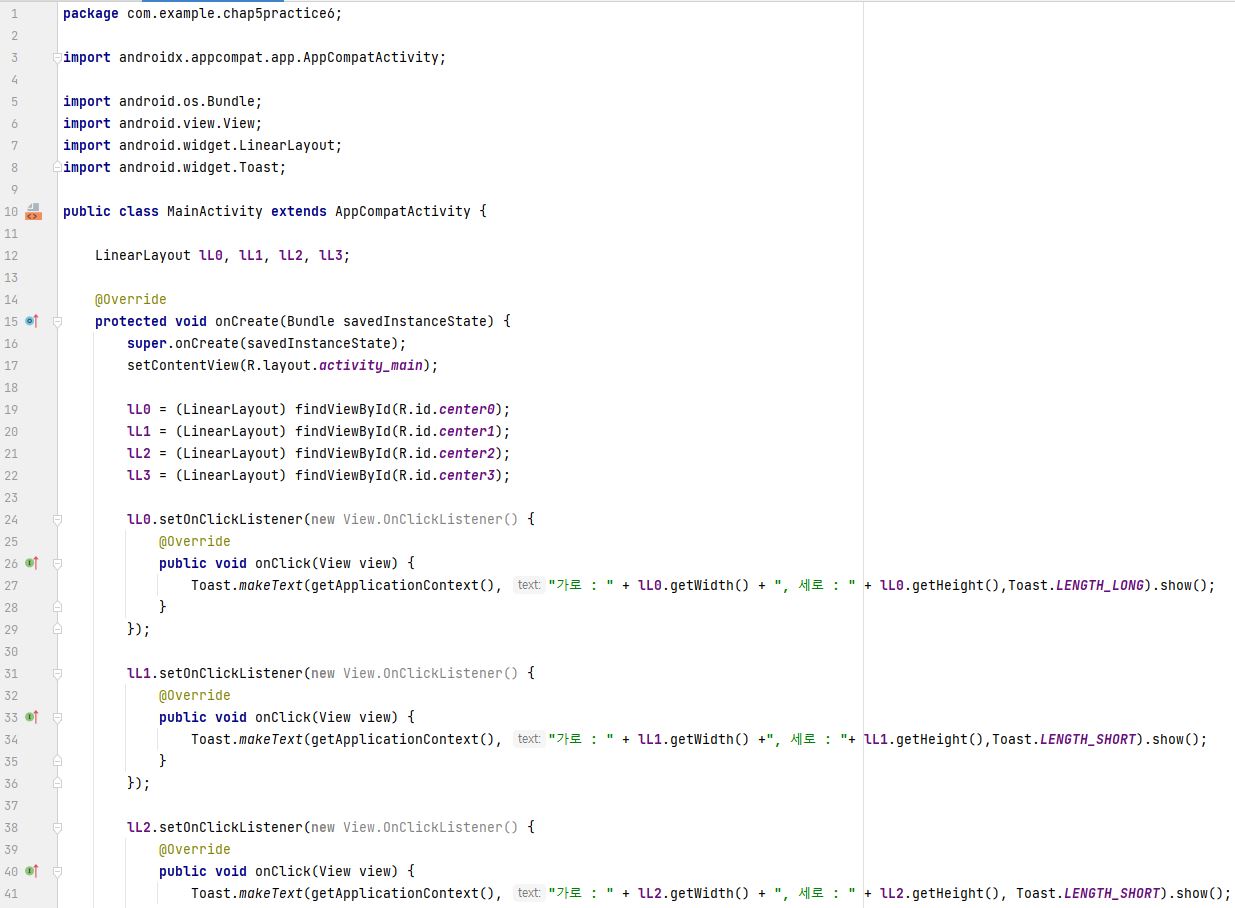 1 package com.example.chap5practice6;
2
3 import androidx.appcompat.app.AppCompatActivity;
4
5 import android.os.Bundle;
6 import android.view.View;
7 import android.widget.LinearLayout;
8 import android.widget.Toast;
9
10 public class MainActivity extends AppCompatActivity {
11
12 LinearLayout lL0, lL1, lL2, lL3;
13
14 @Override
15 protected void onCreate(Bundle savedInstanceState) {
16 super.onCreate(savedInstanceState);
17 setContentView(R.layout.activity_main);
18
19 lL0 = (LinearLayout) findViewById(R.id.center0);
20 lL1 = (LinearLayout) findViewById(R.id.center1);
21 lL2 = (LinearLayout) findViewById(R.id.center2);
22 lL3 = (LinearLayout) findViewById(R.id.center3);
23
24 lL0.setOnClickListener(new View.OnClickListener() {
25 @Override
26 public void onClick(View view) {
27 Toast.makeText(getApplicationContext(), text: "가로 : " + lL0.getWidth() + ", 세로 : " + lL0.getHeight(),Toast.LENGTH_LONG).show();
28 }
29 });
30
31 lL1.setOnClickListener(new View.OnClickListener() {
32 @Override
33 public void onClick(View view) {
34 Toast.makeText(getApplicationContext(), text: "가로 : " + lL1.getWidth() +", 세로 : "+ lL1.getHeight(),Toast.LENGTH_SHORT).show();
35 }
36 });
37
38 lL2.setOnClickListener(new View.OnClickListener() {
39 @Override
40 public void onClick(View view) {
41 Toast.makeText(getApplicationContext(), text: "가로 : " + lL2.getWidth() + ", 세로 : " + lL2.getHeight(), Toast.LENGTH_SHORT).show();